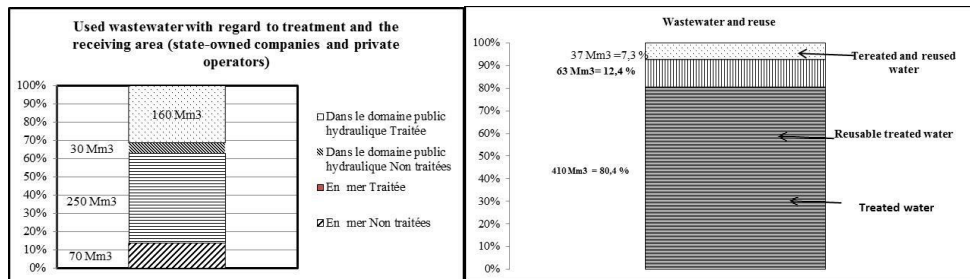 Used wastewater with regard to treatment and the
receiving area (state-owned companies and private
operators)
100%
90%
80%
70%
60%
50%
40%
30%
20%
10%
0%
160 Mm3
30 Mm3
250 Mm3
70 Mm3
Dans le domaine public
hydraulique Traitée
Dans le domaine public
hydraulique Non traitées
En mer Traitée
En mer Non traitées
Wastewater and reuse
100%
90%
80%
70%
60%
50%
40%
30%
20%
10%
0%
37 Mm3 =7,3 %
63 Mm3= 12,4 %
410 Mm3 = 80,4 %
Tereated and reused
water
Reusable treated water
Treated water